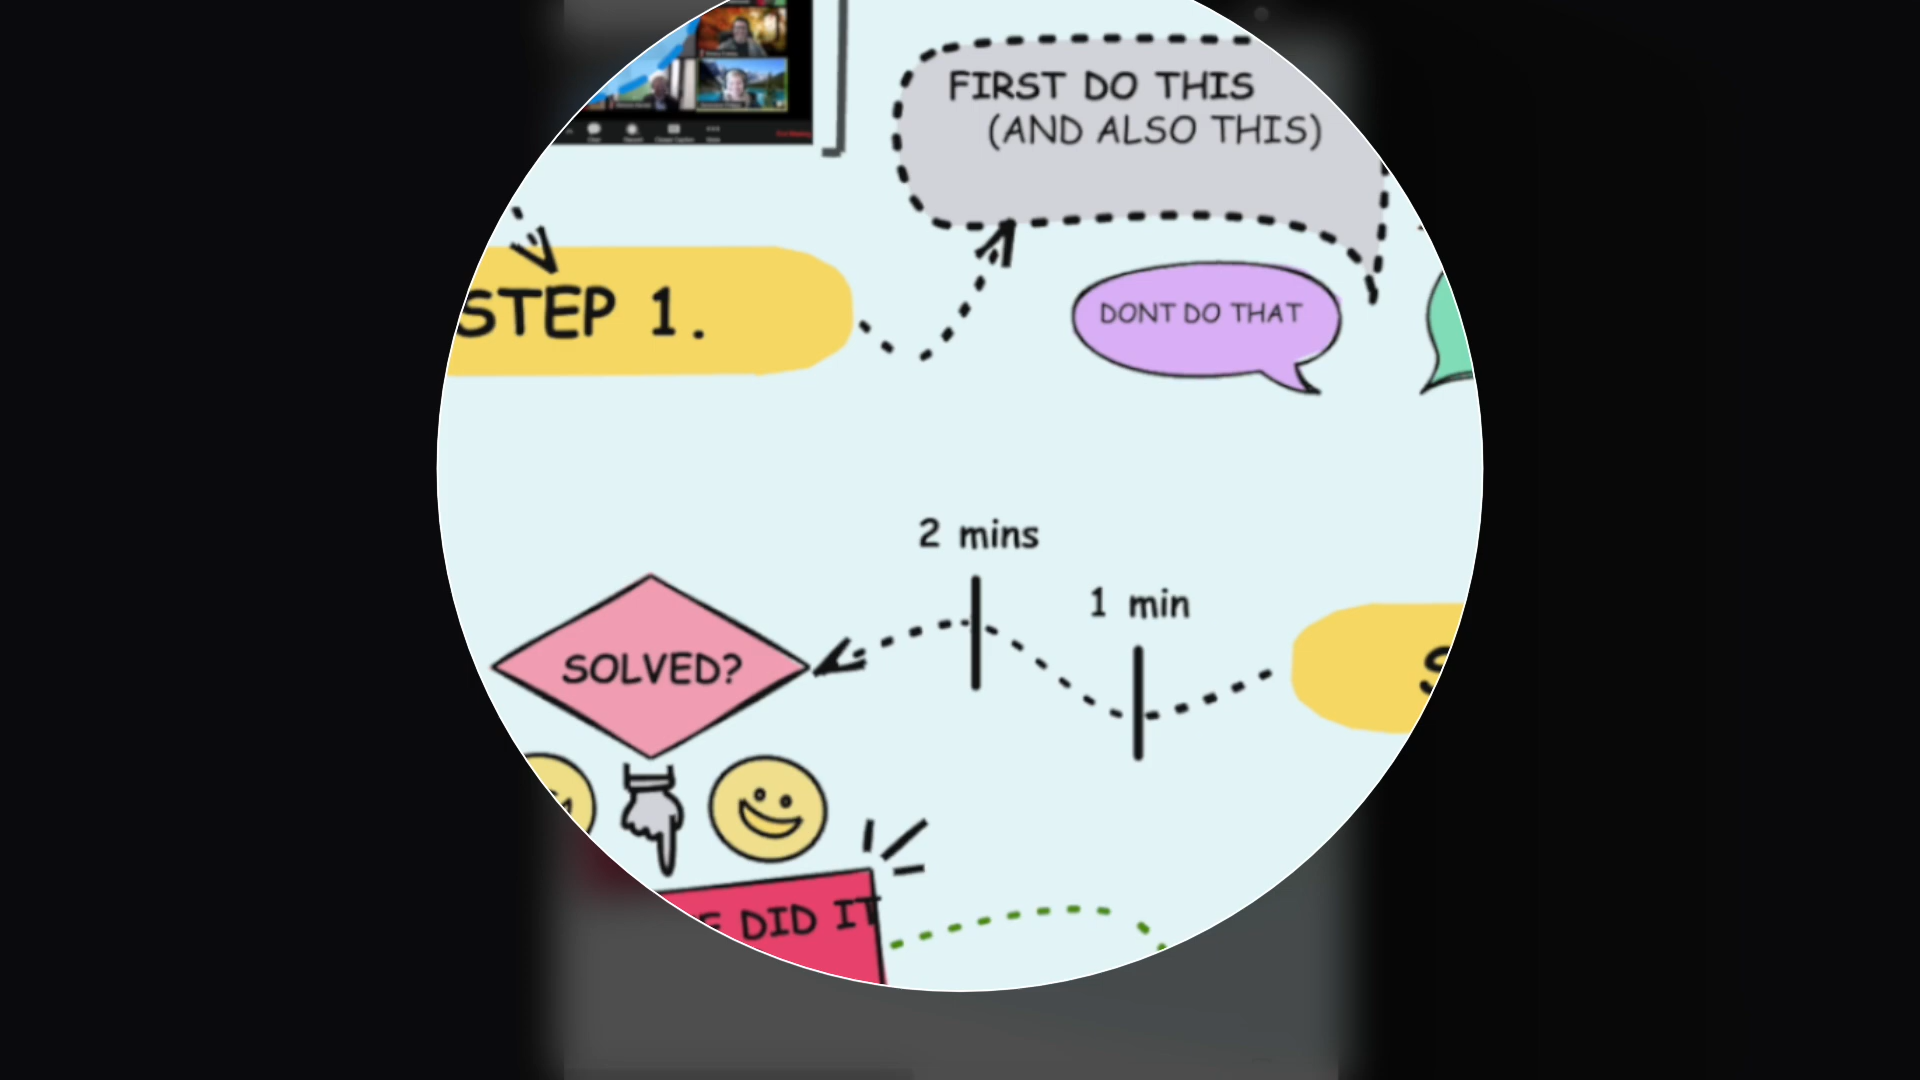 FIRST DO THIS
(AND ALSO THIS)
STEP 1.
DONT DO THAT
2 mins
1 min
SOLVED?
DID IT